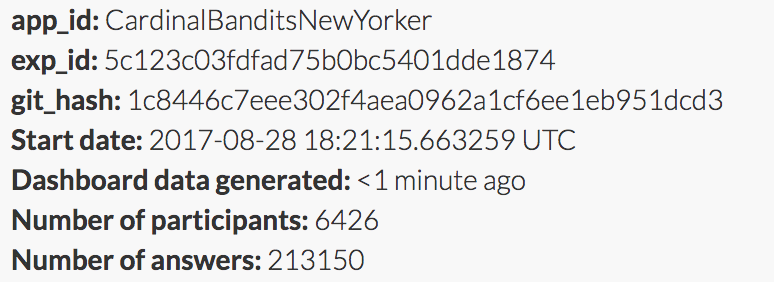 app_id: CardinalBanditsNewYorker
exp_id: 5c123c03fdfad75b0bc5401dde1874
git_hash: 1c8446c7eee302f4aea0962a1cf6ee1eb951dcd3
Start date: 2017-08-28 18:21:15.663259 UTC
Dashboard data generated: <1 minute ago
Number of participants: 6426
Number of answers: 213150